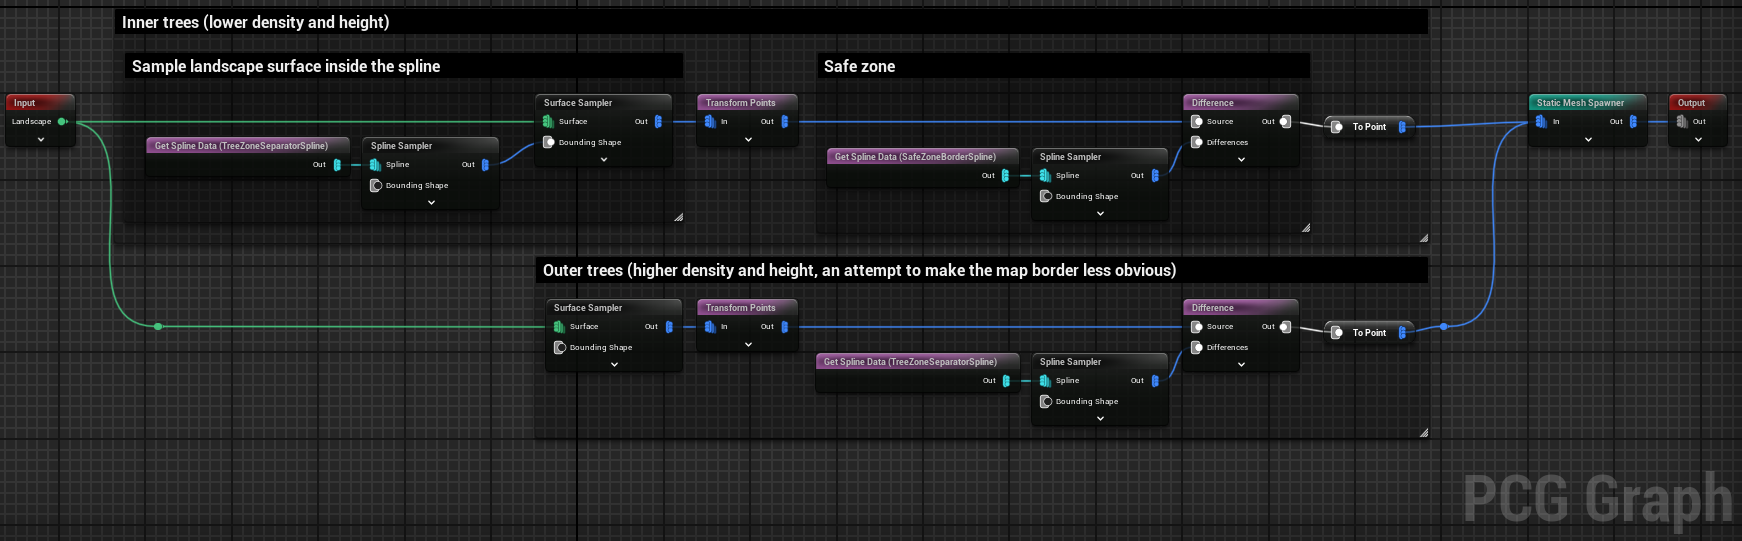 Inner trees (lower density and height)
Sample landscape surface inside the spline
Safe zone
Input
Landscape
Get Spline Data (TreeZoneSeparatorSpline)
Out
Spline Sampler
Spline
Out
Bounding Shape
Surface Sampler
Surface
Out
Bounding Shape
Transform Points
In
Out
Get Spline Data (SafeZoneBorderSpline)
Out
Spline Sampler
Spline
Out
Bounding Shape
Difference
Source
Out
Differences
To Point
Static Mesh Spawner
In
Out
Output
Out
Outer trees (higher density and height, an attempt to make the map border less obvious)
Surface Sampler
Surface
Out
Bounding Shape
Transform Points
In
Out
Get Spline Data (TreeZoneSeparatorSpline)
Out
Spline Sampler
Spline
Out
Bounding Shape
Difference
Source
Out
Differences
To Point
PCG Graph